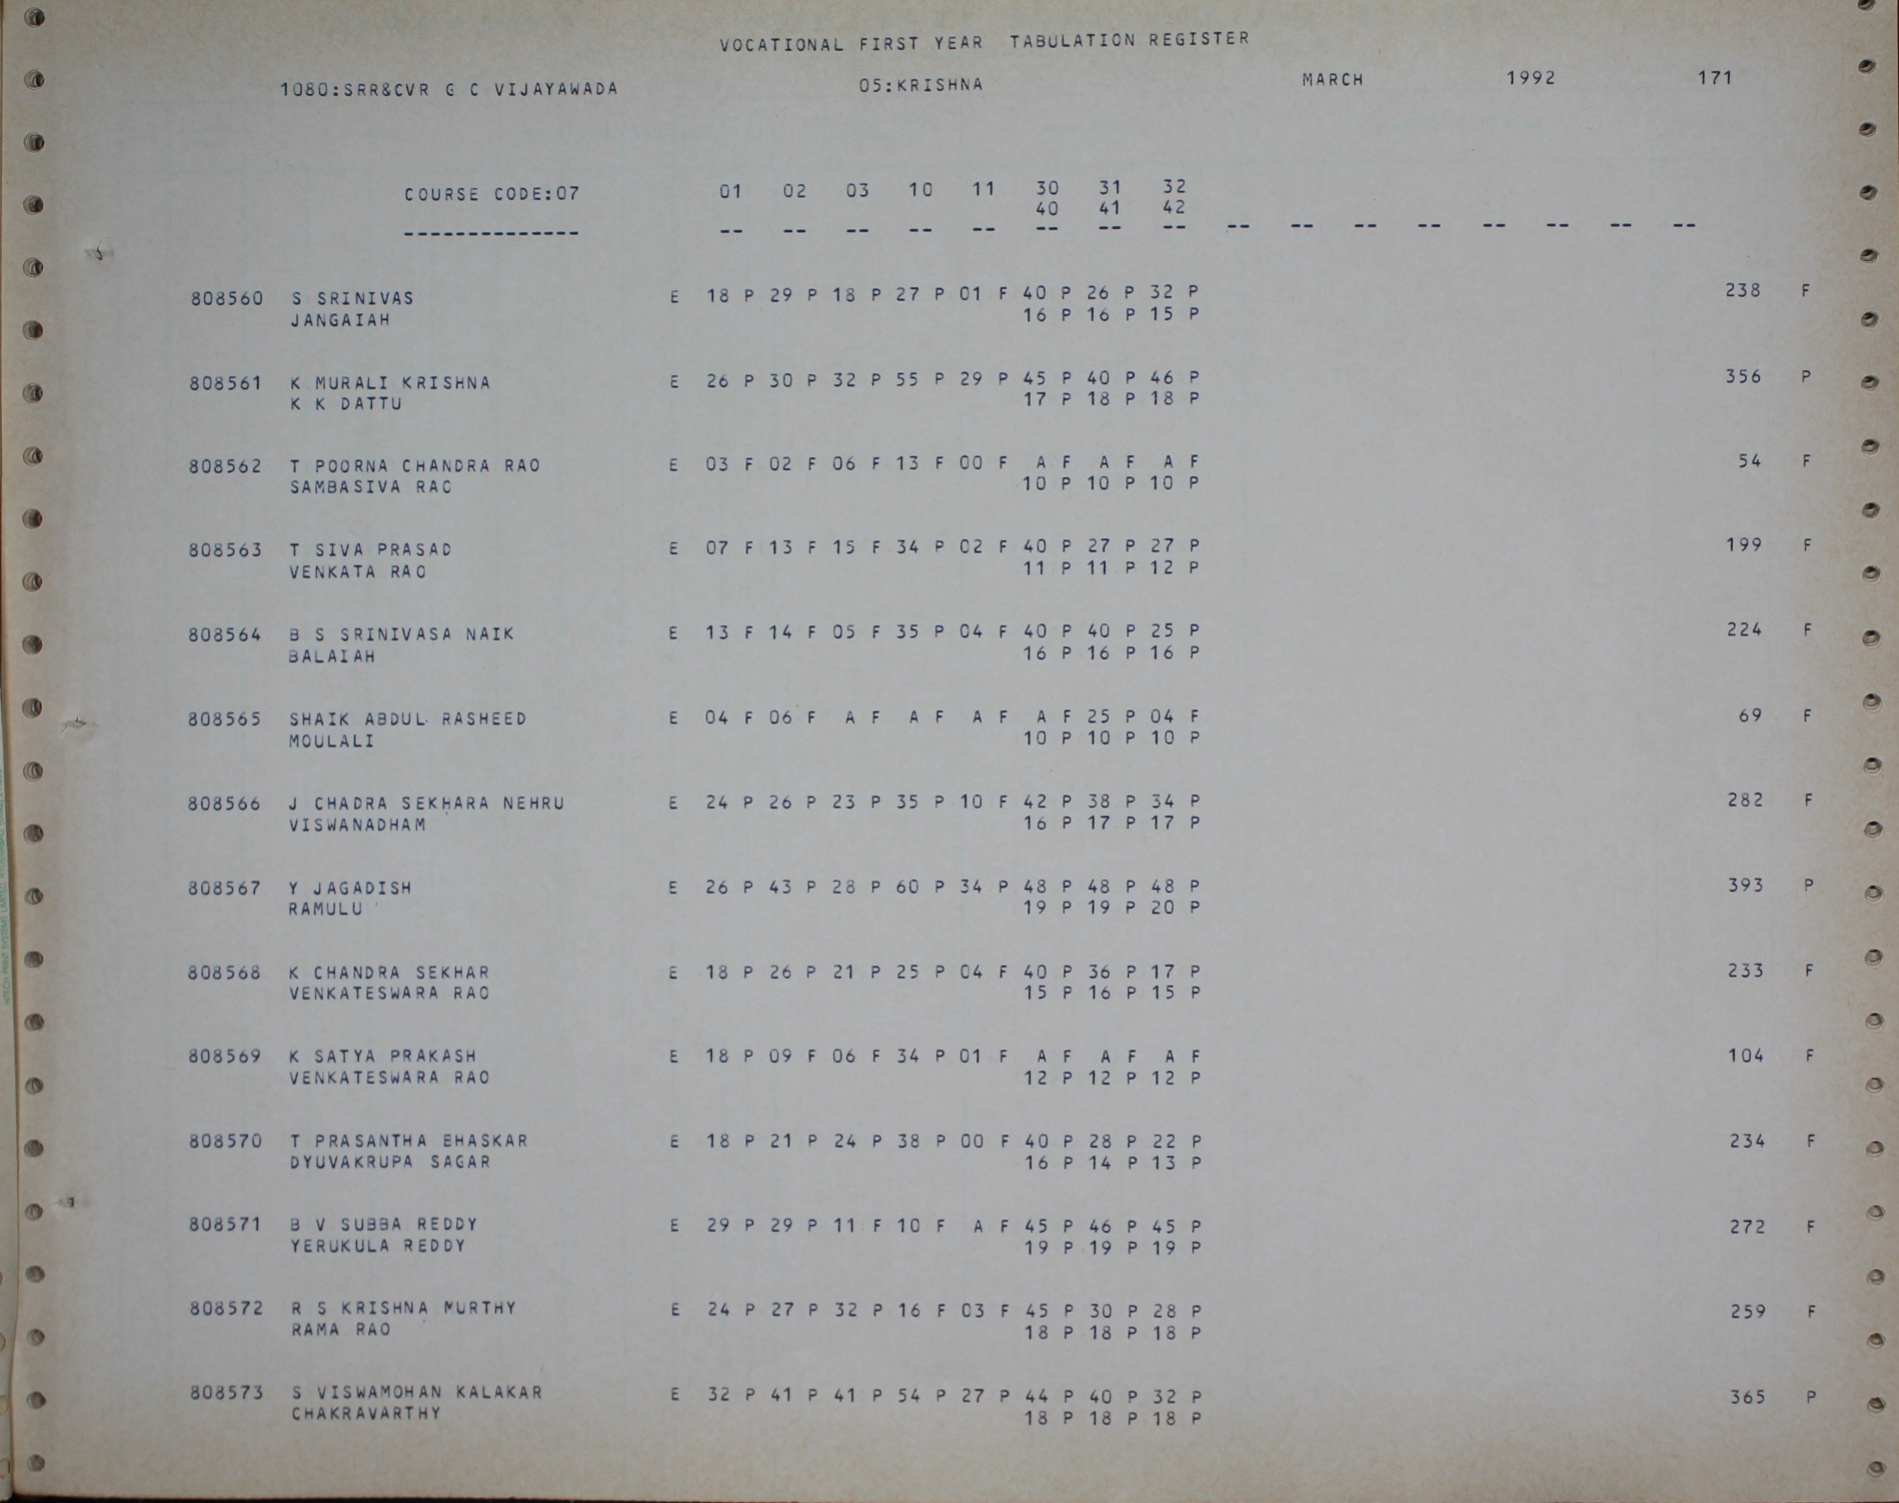 VOCATIONAL FIRST YEAR TABULATION REGISTER
1080:SRR&CVR G C VIJAYAWADA 05:KRISHNA MARCH 1992 171
COURSE CODE:07 01 02 03 10 11 30 31 32
40 41 42
-------------- -- -- -- -- -- -- -- -- -- -- -- -- -- -- -- --
808560 S SRINIVAS E 18 P 29 P 18 P 27 P 01 F 40 P 26 P 32 P 238 F
JANGAIAH 16 P 16 P 15 P
808561 K MURALI KRISHNA E 26 P 30 P 32 P 55 P 29 P 45 P 40 P 46 P 356 P
K K DATTU 17 P 18 P 18 P
808562 T POORNA CHANDRA RAO E 03 F 02 F 06 F 13 F 00 F A F A F A F 54 F
SAMBASIVA RAO 10 P 10 P 10 P
808563 T SIVA PRASAD E 07 F 13 F 15 F 34 P 02 F 40 P 27 P 27 P 199 F
VENKATA RAO 11 P 11 P 12 P
808564 B S SRINIVASA NAIK E 13 F 14 F 05 F 35 P 04 F 40 P 40 P 25 P 224 F
BALAIAH 16 P 16 P 16 P
808565 SHAIK ABDUL RASHEED E 04 F 06 F A F A F A F A F 25 P 04 F 69 F
MOULALI 10 P 10 P 10 P
808566 J CHADRA SEKHARA NEHRU E 24 P 26 P 23 P 35 P 10 F 42 P 38 P 34 P 282 F
VISWANADHAM 16 P 17 P 17 P
808567 Y JAGADISH E 26 P 43 P 28 P 60 P 34 P 48 P 48 P 48 P 393 P
RAMULU 19 P 19 P 20 P
808568 K CHANDRA SEKHAR E 18 P 26 P 21 P 25 P 04 F 40 P 36 P 17 P 233 F
VENKATESWARA RAO 15 P 16 P 15 P
808569 K SATYA PRAKASH E 18 P 09 F 06 F 34 P 01 F A F A F A F 104 F
VENKATESWARA RAO 12 P 12 P 12 P
808570 T PRASANTHA BHASKAR E 18 P 21 P 24 P 38 P 00 F 40 P 28 P 22 P 234 F
DYUVAKRUPA SAGAR 16 P 14 P 13 P
808571 B V SUBBA REDDY E 29 P 29 P 11 F 10 F A F 45 P 46 P 45 P 272 F
YERUKULA REDDY 19 P 19 P 19 P
808572 R S KRISHNA MURTHY E 24 P 27 P 32 P 16 F 03 F 45 P 30 P 28 P 259 F
RAMA RAO 18 P 18 P 18 P
808573 S VISWAMOHAN KALAKAR E 32 P 41 P 41 P 54 P 27 P 44 P 40 P 32 P 365 P
CHAKRAVARTHY 18 P 18 P 18 P